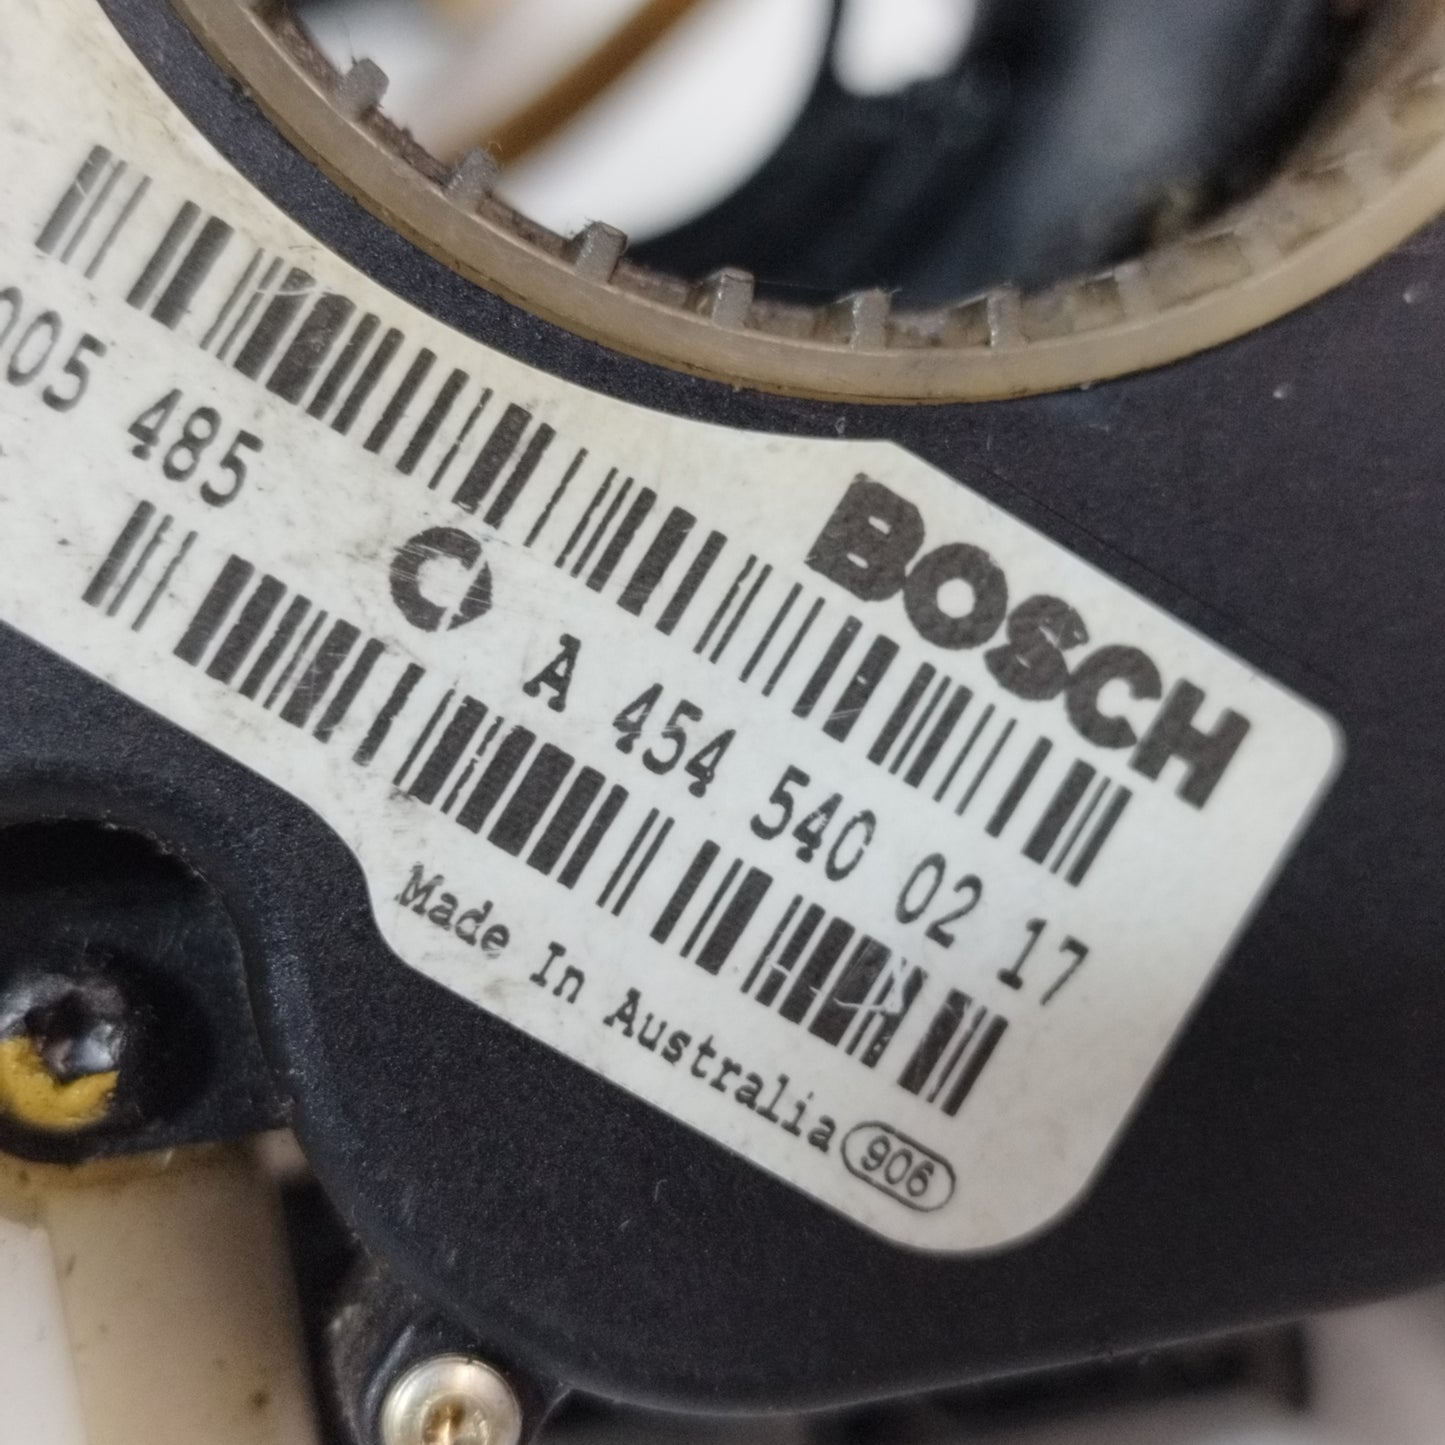 BOSCH
005 485
A 454 540 02 17
Made In Australia 906